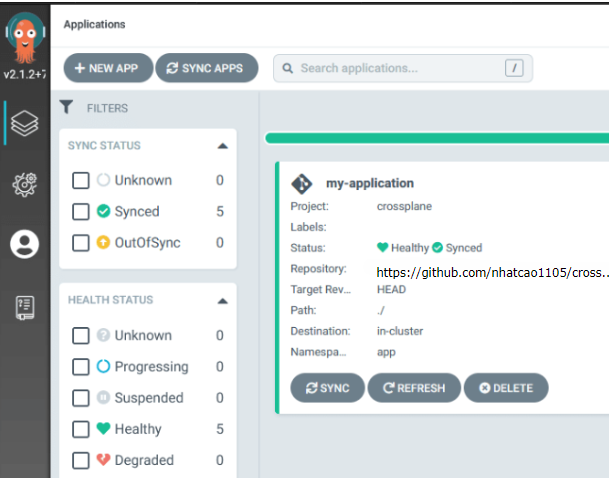 Applications
v2.1.2+7
NEW APP
SYNC APPS
Search applications...
/
FILTERS
SYNC STATUS
Unknown 0
Synced 5
OutOfSync 0
HEALTH STATUS
Unknown 0
Progressing 0
Suspended 0
Healthy 5
Degraded 0
my-application
Project: crossplane
Labels:
Status: Healthy Synced
Repository: https://github.com/nhatcao1105/cross..
Target Rev... HEAD
Path: ./
Destination: in-cluster
Namespa... app
SYNC
REFRESH
DELETE